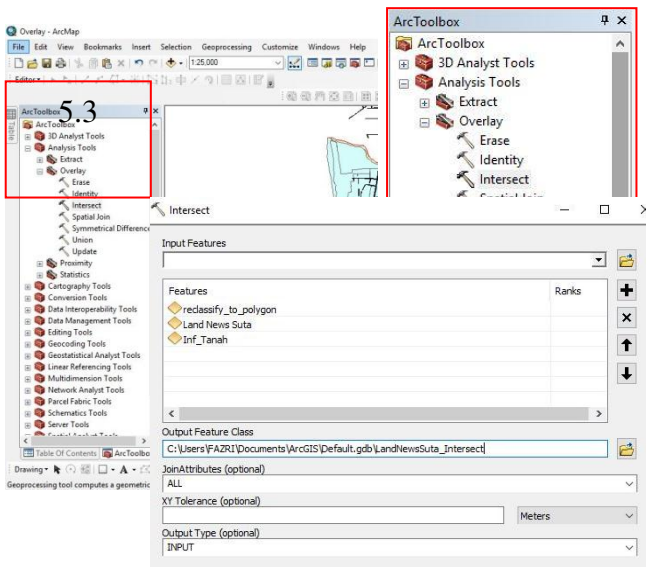 Overlay - ArcMap
File Edit View Bookmarks Insert Selection Geoprocessing Customize Windows Help
1:25,000
Editor
5.3
Table
ArcToolbox
ArcToolbox
3D Analyst Tools
Analysis Tools
Extract
Overlay
Erase
Identity
Intersect
Spatial Join
Symmetrical Difference
Union
Update
Proximity
Statistics
Cartography Tools
Conversion Tools
Data Interoperability Tools
Data Management Tools
Editing Tools
Geocoding Tools
Geostatistical Analyst Tools
Linear Referencing Tools
Multidimension Tools
Network Analyst Tools
Parcel Fabric Tools
Schematics Tools
Server Tools
Table Of Contents ArcToolbo
Drawing A
Geoprocessing tool computes a geometric
ArcToolbox
ArcToolbox
3D Analyst Tools
Analysis Tools
Extract
Overlay
Erase
Identity
Intersect
Intersect
Input Features
Features Ranks
reclassify_to_polygon
Land News Suta
Inf_Tanah
Output Feature Class
C:\Users\FAZRI\Documents\ArcGIS\Default.gdb\LandNewsSuta_Intersect
JoinAttributes (optional)
ALL
XY Tolerance (optional)
Meters
Output Type (optional)
INPUT